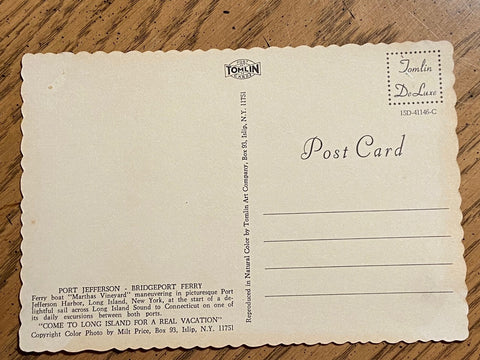 POST
TOMLIN
CARDS
Tomlin
De Luxe
15D-41146-C
Post Card
Reproduced in Natural Color by Tomlin Art Company, Box 93, Islip, N.Y. 11751
PORT JEFFERSON - BRIDGEPORT FERRY
Ferry boat "Marthas Vineyard" maneuvering in picturesque Port
Jefferson Harbor, Long Island, New York, at the start of a de-
lightful sail across Long Island Sound to Connecticut on one of
its daily excursions between both ports.
"COME TO LONG ISLAND FOR A REAL VACATION"
Copyright Color Photo by Milt Price, Box 93, Islip, N.Y. 11751